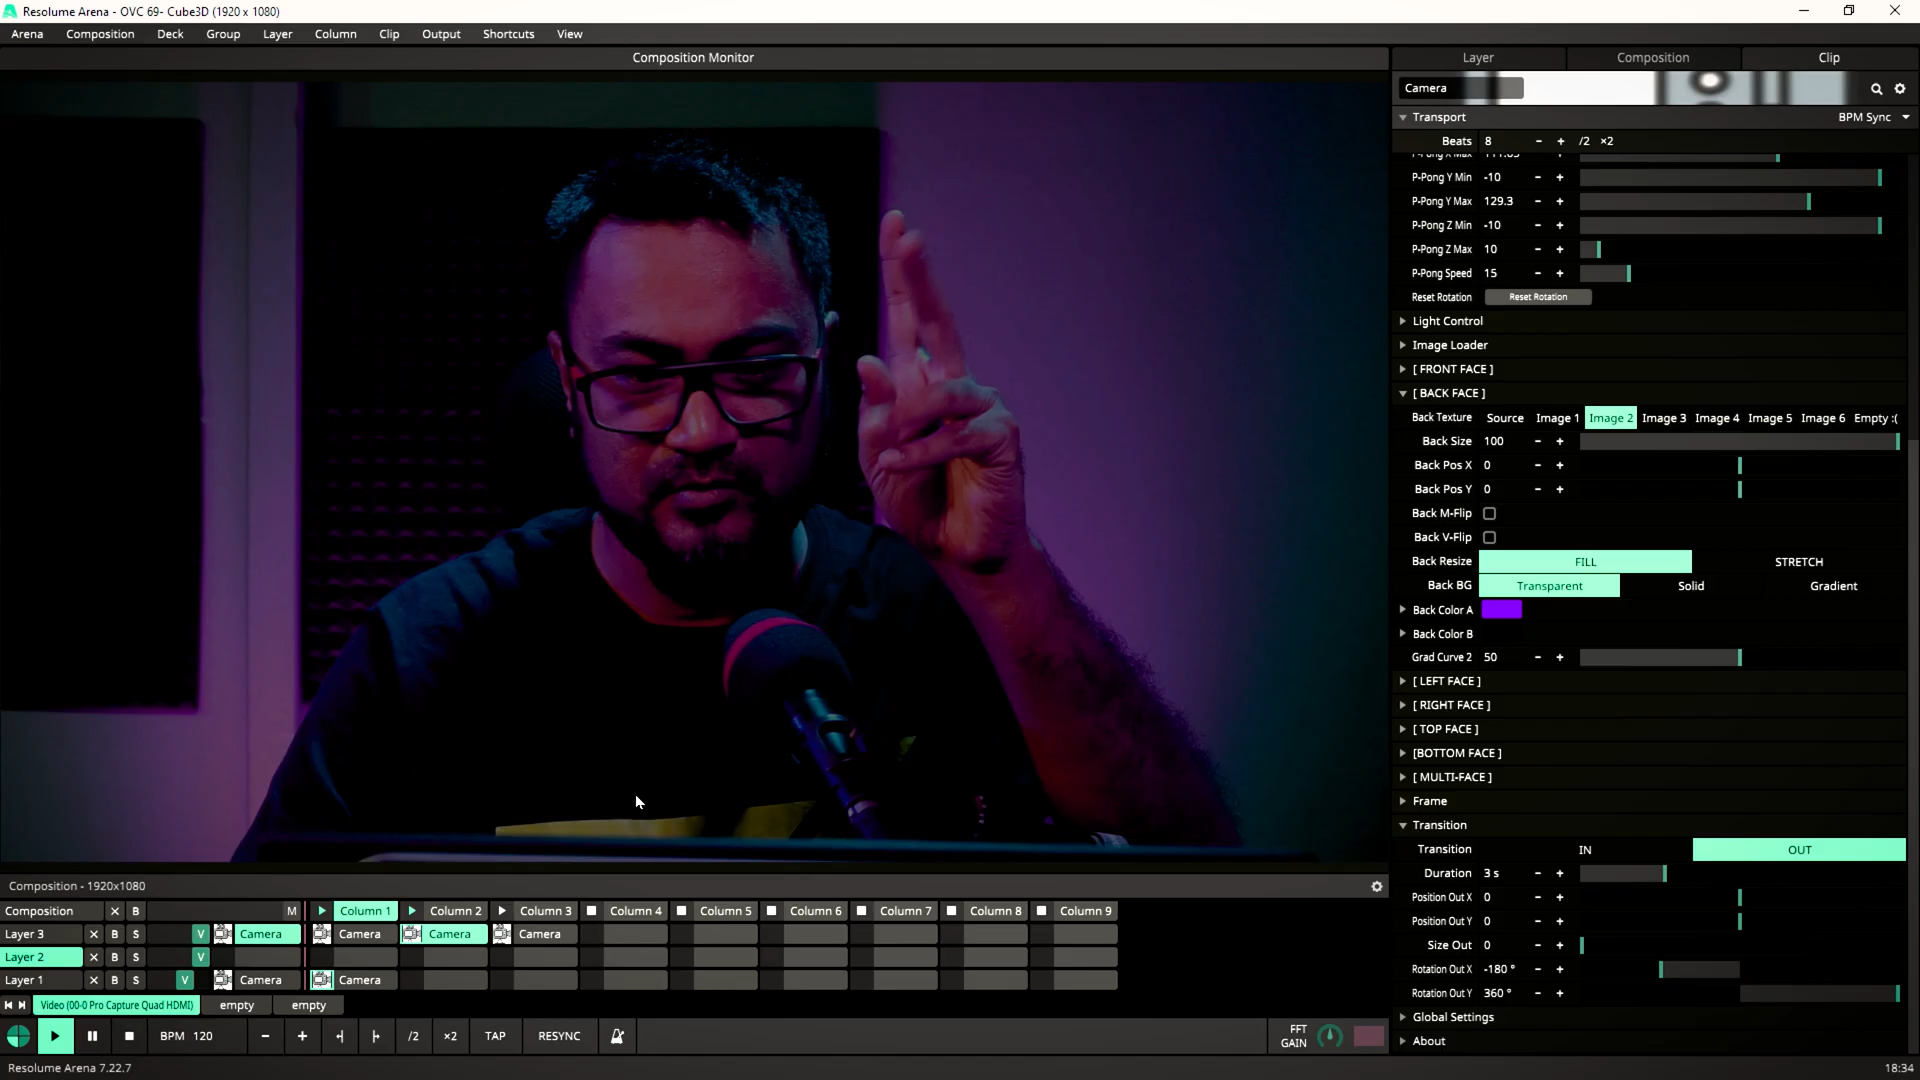 Resolume Arena - OVC 69- Cube3D (1920 x 1080)
Arena Composition Deck Group Layer Column Clip Output Shortcuts View
Composition Monitor
Layer Composition Clip
Camera
Transport BPM Sync
Beats 8 - + /2 ×2
P-Pong Y Min -10 - +
P-Pong Y Max 129.3 - +
P-Pong Z Min -10 - +
P-Pong Z Max 10 - +
P-Pong Speed 15 - +
Reset Rotation Reset Rotation
Light Control
Image Loader
[ FRONT FACE ]
[ BACK FACE ]
Back Texture Source Image 1 Image 2 Image 3 Image 4 Image 5 Image 6 Empty :(
Back Size 100 - +
Back Pos X 0 - +
Back Pos Y 0 - +
Back M-Flip
Back V-Flip
Back Resize FILL STRETCH
Back BG Transparent Solid Gradient
Back Color A
Back Color B
Grad Curve 2 50 - +
[ LEFT FACE ]
[ RIGHT FACE ]
[ TOP FACE ]
[BOTTOM FACE ]
[ MULTI-FACE ]
Frame
Transition
Transition IN OUT
Duration 3 s - +
Position Out X 0 - +
Position Out Y 0 - +
Size Out 0 - +
Rotation Out X -180 ° - +
Rotation Out Y 360 ° - +
Global Settings
About
Composition - 1920x1080
Composition X B M Column 1 Column 2 Column 3 Column 4 Column 5 Column 6 Column 7 Column 8 Column 9
Layer 3 X B S V Camera Camera Camera Camera
Layer 2 X B S V
Layer 1 X B S V Camera Camera
Video (00-0 Pro Capture Quad HDMI) empty empty
BPM 120 - + /2 ×2 TAP RESYNC FFT GAIN
Resolume Arena 7.22.7 18:34